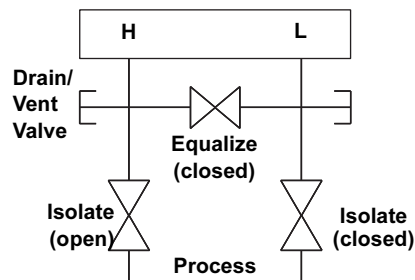 H L
Drain/
Vent
Valve
Equalize
(closed)
Isolate
(open)
Isolate
(closed)
Process